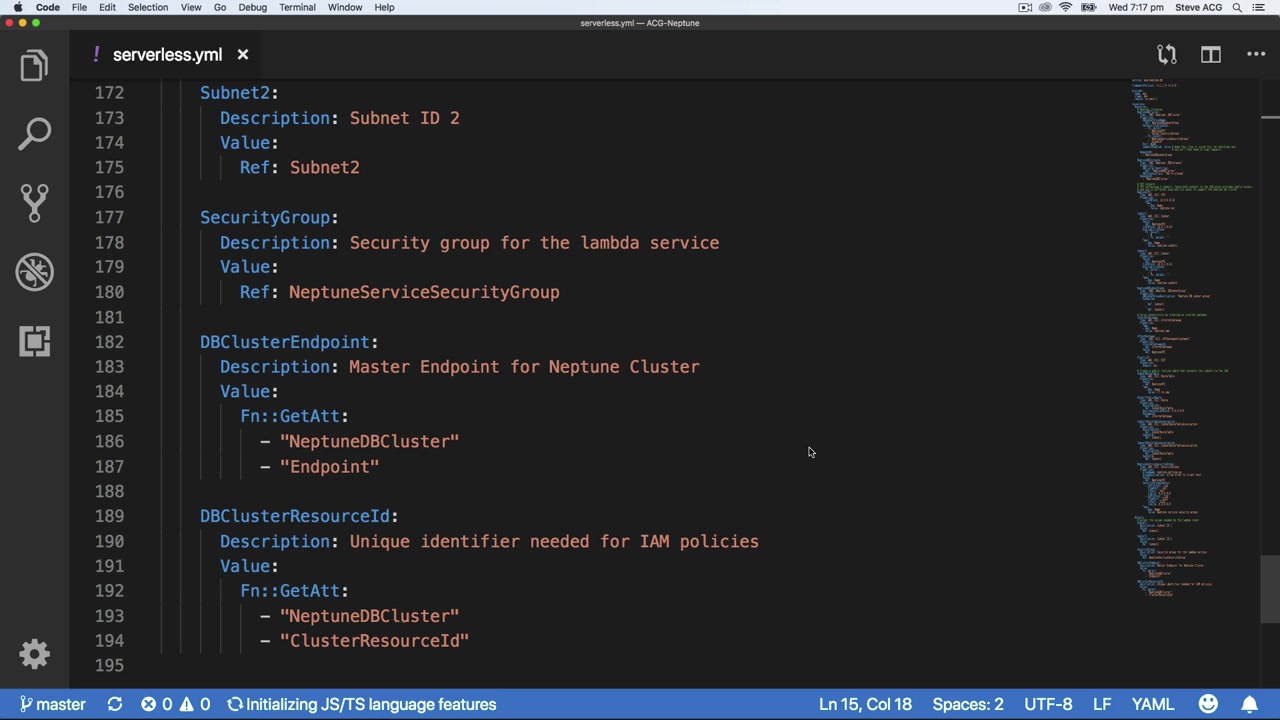 Code File Edit Selection View Go Debug Terminal Window Help Wed 7:17 pm Steve ACG
serverless.yml — ACG-Neptune
! serverless.yml ×
172 Subnet2:
173 Description: Subnet ID 2
174 Value:
175 Ref: Subnet2
176
177 SecurityGroup:
178 Description: Security group for the lambda service
179 Value:
180 Ref: NeptuneServiceSecurityGroup
181
182 DBClusterEndpoint:
183 Description: Master Endpoint for Neptune Cluster
184 Value:
185 Fn::GetAtt:
186 - "NeptuneDBCluster"
187 - "Endpoint"
188
189 DBClusterResourceId:
190 Description: Unique identifier needed for IAM policies
191 Value:
192 Fn::GetAtt:
193 - "NeptuneDBCluster"
194 - "ClusterResourceId"
195
master 0 0 Initializing JS/TS language features Ln 15, Col 18 Spaces: 2 UTF-8 LF YAML